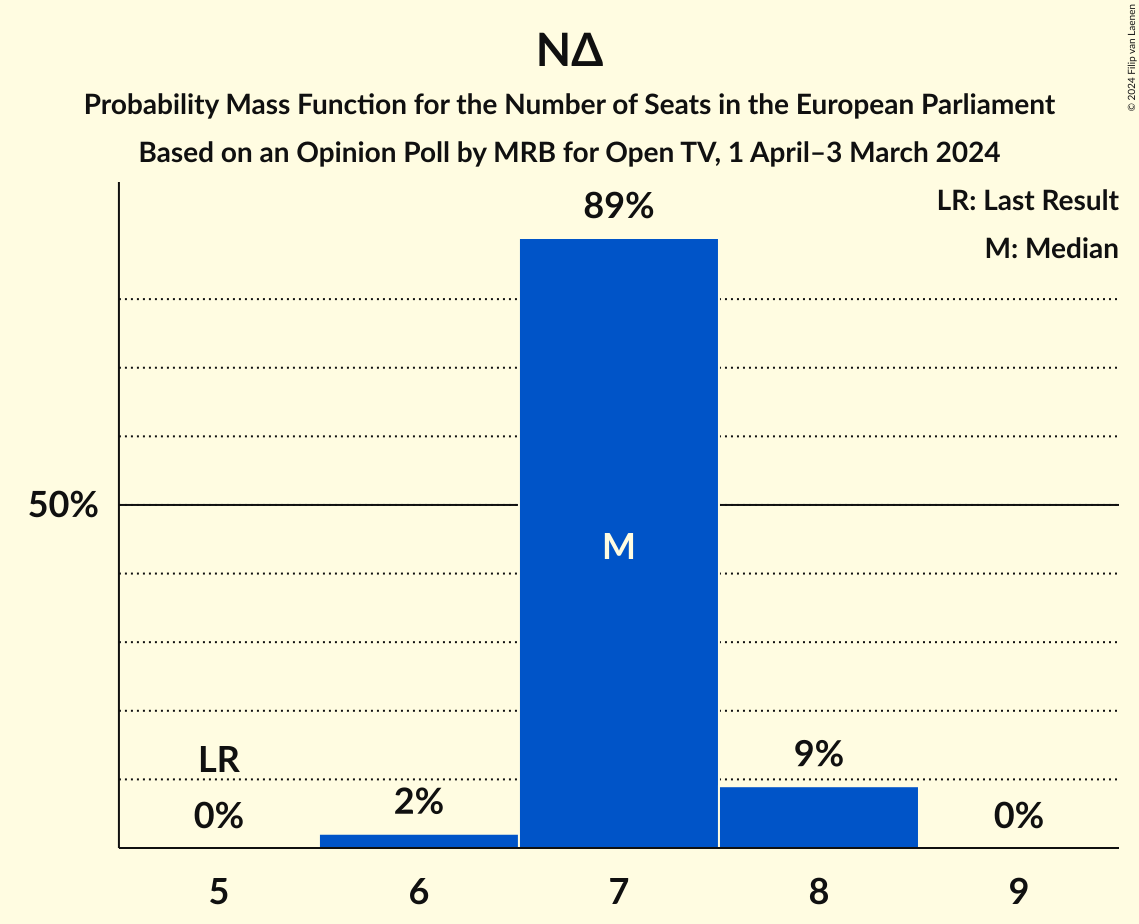 ΝΔ
Probability Mass Function for the Number of Seats in the European Parliament
Based on an Opinion Poll by MRB for Open TV, 1 April–3 March 2024
© 2024 Filip van Laenen
LR: Last Result
M: Median
89%
50%
M
LR
0%
2%
9%
0%
5 6 7 8 9